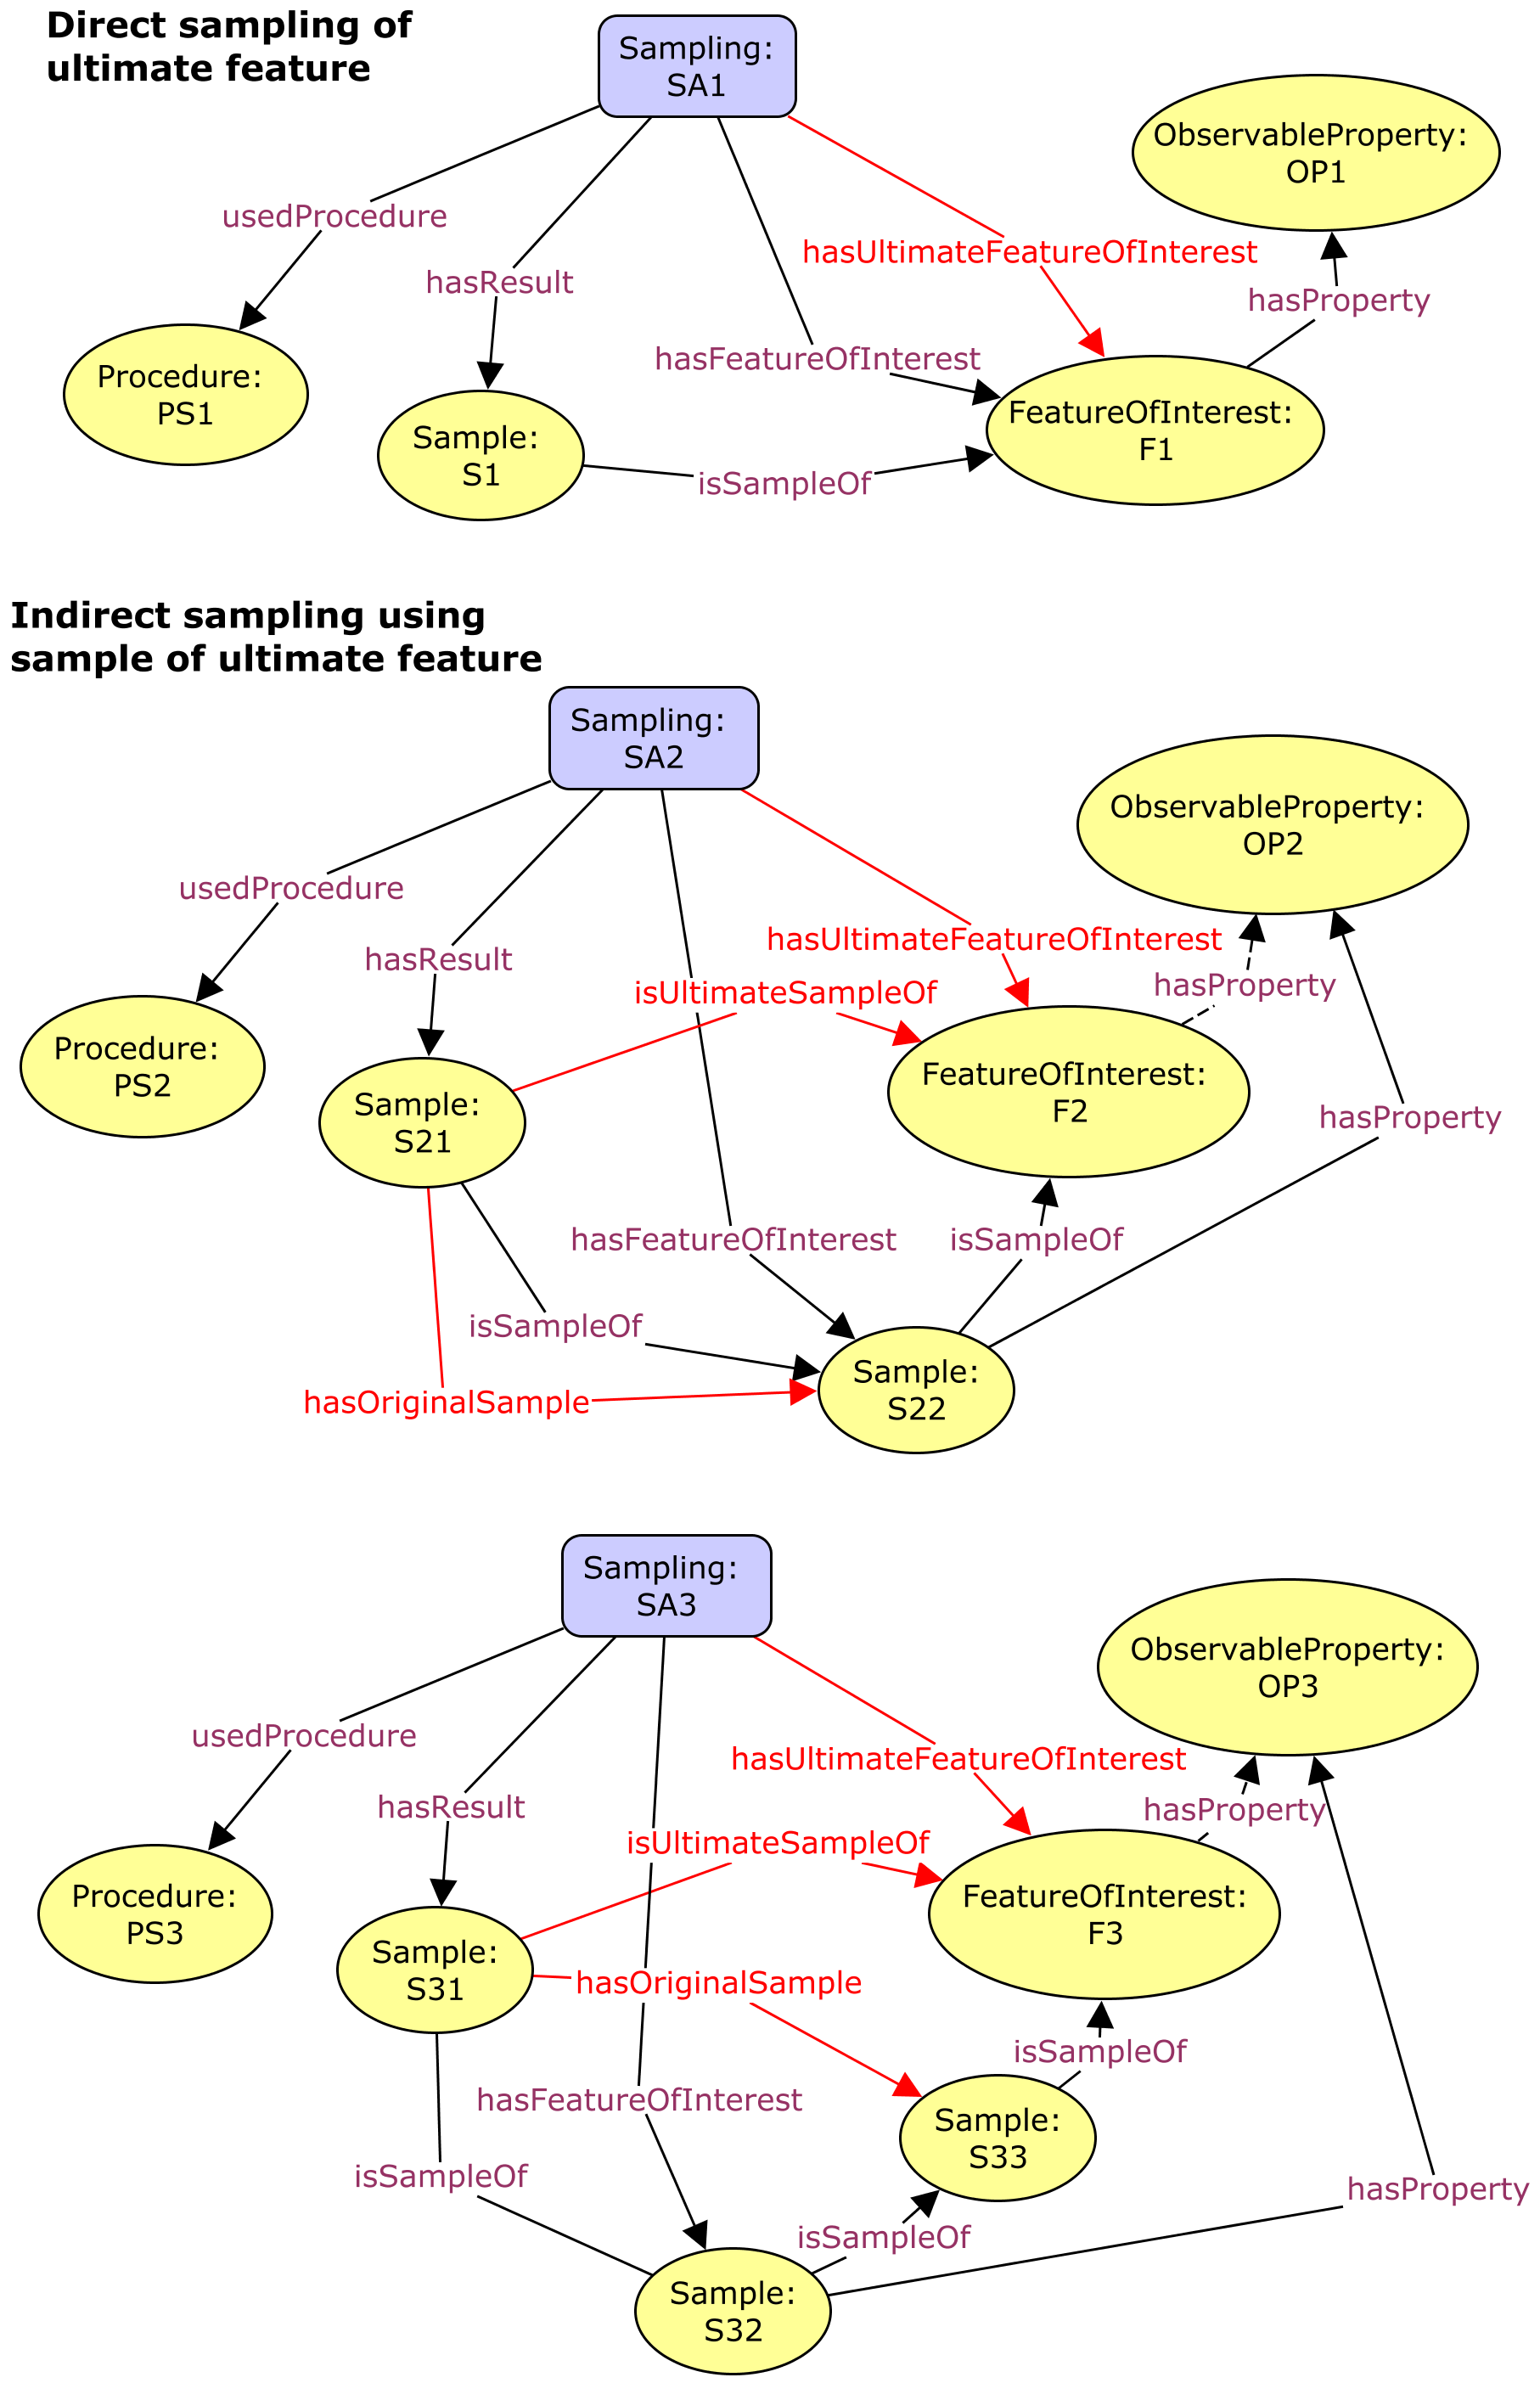 Direct sampling of
ultimate feature
Sampling:
SA1
ObservableProperty:
OP1
usedProcedure
hasUltimateFeatureOfInterest
hasResult
hasProperty
hasFeatureOfInterest
Procedure:
PS1
FeatureOfInterest:
F1
Sample:
S1
isSampleOf
Indirect sampling using
sample of ultimate feature
Sampling:
SA2
ObservableProperty:
OP2
usedProcedure
hasUltimateFeatureOfInterest
hasResult
hasProperty
isUltimateSampleOf
Procedure:
PS2
FeatureOfInterest:
F2
Sample:
S21
hasProperty
hasFeatureOfInterest
isSampleOf
isSampleOf
Sample:
S22
hasOriginalSample
Sampling:
SA3
ObservableProperty:
OP3
usedProcedure
hasUltimateFeatureOfInterest
hasResult
hasProperty
isUltimateSampleOf
Procedure:
PS3
FeatureOfInterest:
F3
Sample:
S31
hasOriginalSample
isSampleOf
hasFeatureOfInterest
Sample:
S33
isSampleOf
hasProperty
isSampleOf
Sample:
S32